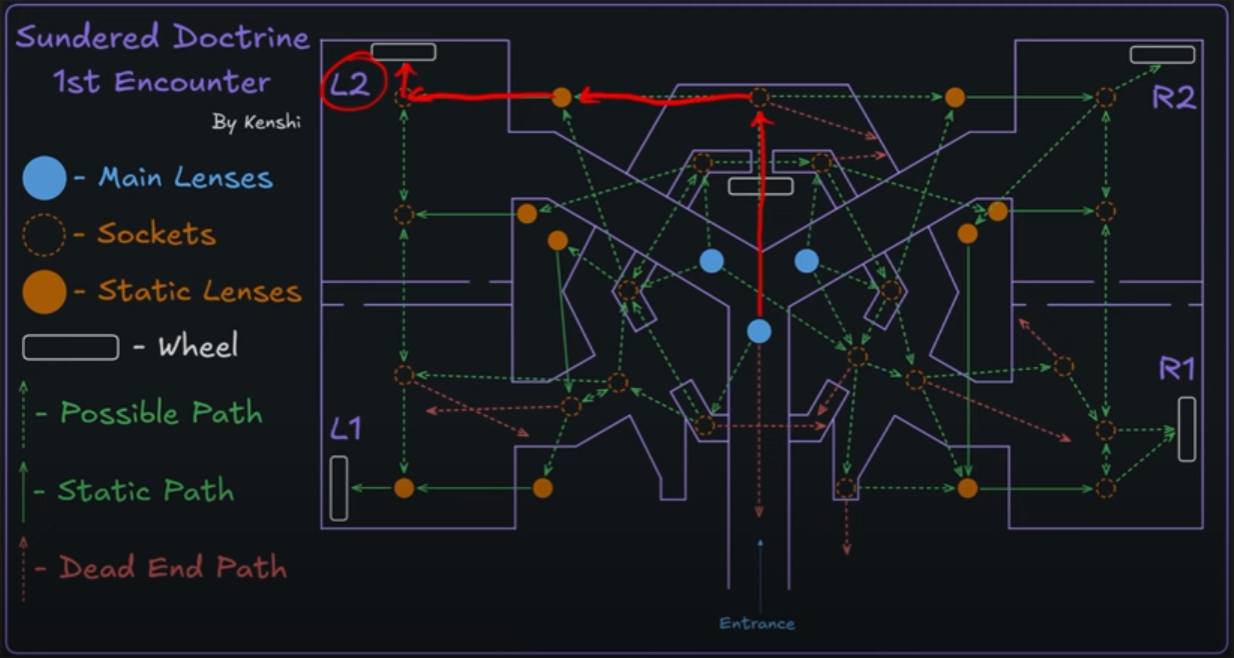 Sundered Doctrine
1st Encounter
By Kenshi
- Main Lenses
- Sockets
- Static Lenses
- Wheel
- Possible Path
- Static Path
- Dead End Path
L2
R2
L1
R1
Entrance